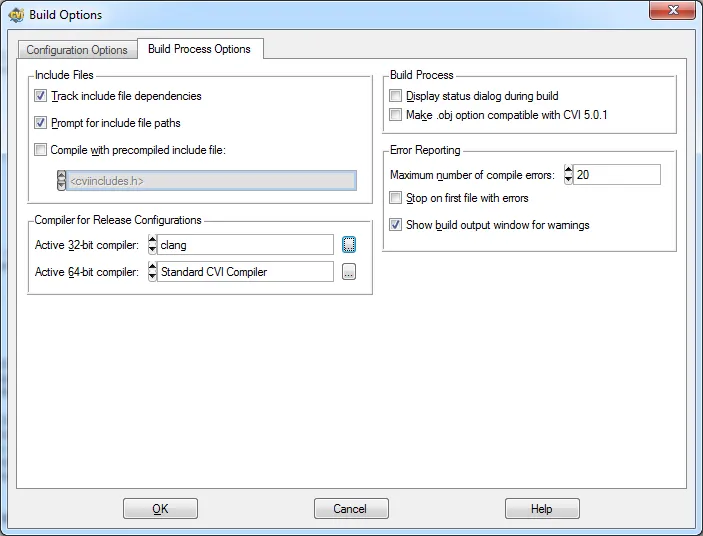 Build Options
Configuration Options
Build Process Options
Include Files
Track include file dependencies
Prompt for include file paths
Compile with precompiled include file:
<cviincludes.h>
Compiler for Release Configurations
Active 32-bit compiler:
clang
...
Active 64-bit compiler:
Standard CVI Compiler
...
Build Process
Display status dialog during build
Make .obj option compatible with CVI 5.0.1
Error Reporting
Maximum number of compile errors:
20
Stop on first file with errors
Show build output window for warnings
OK
Cancel
Help